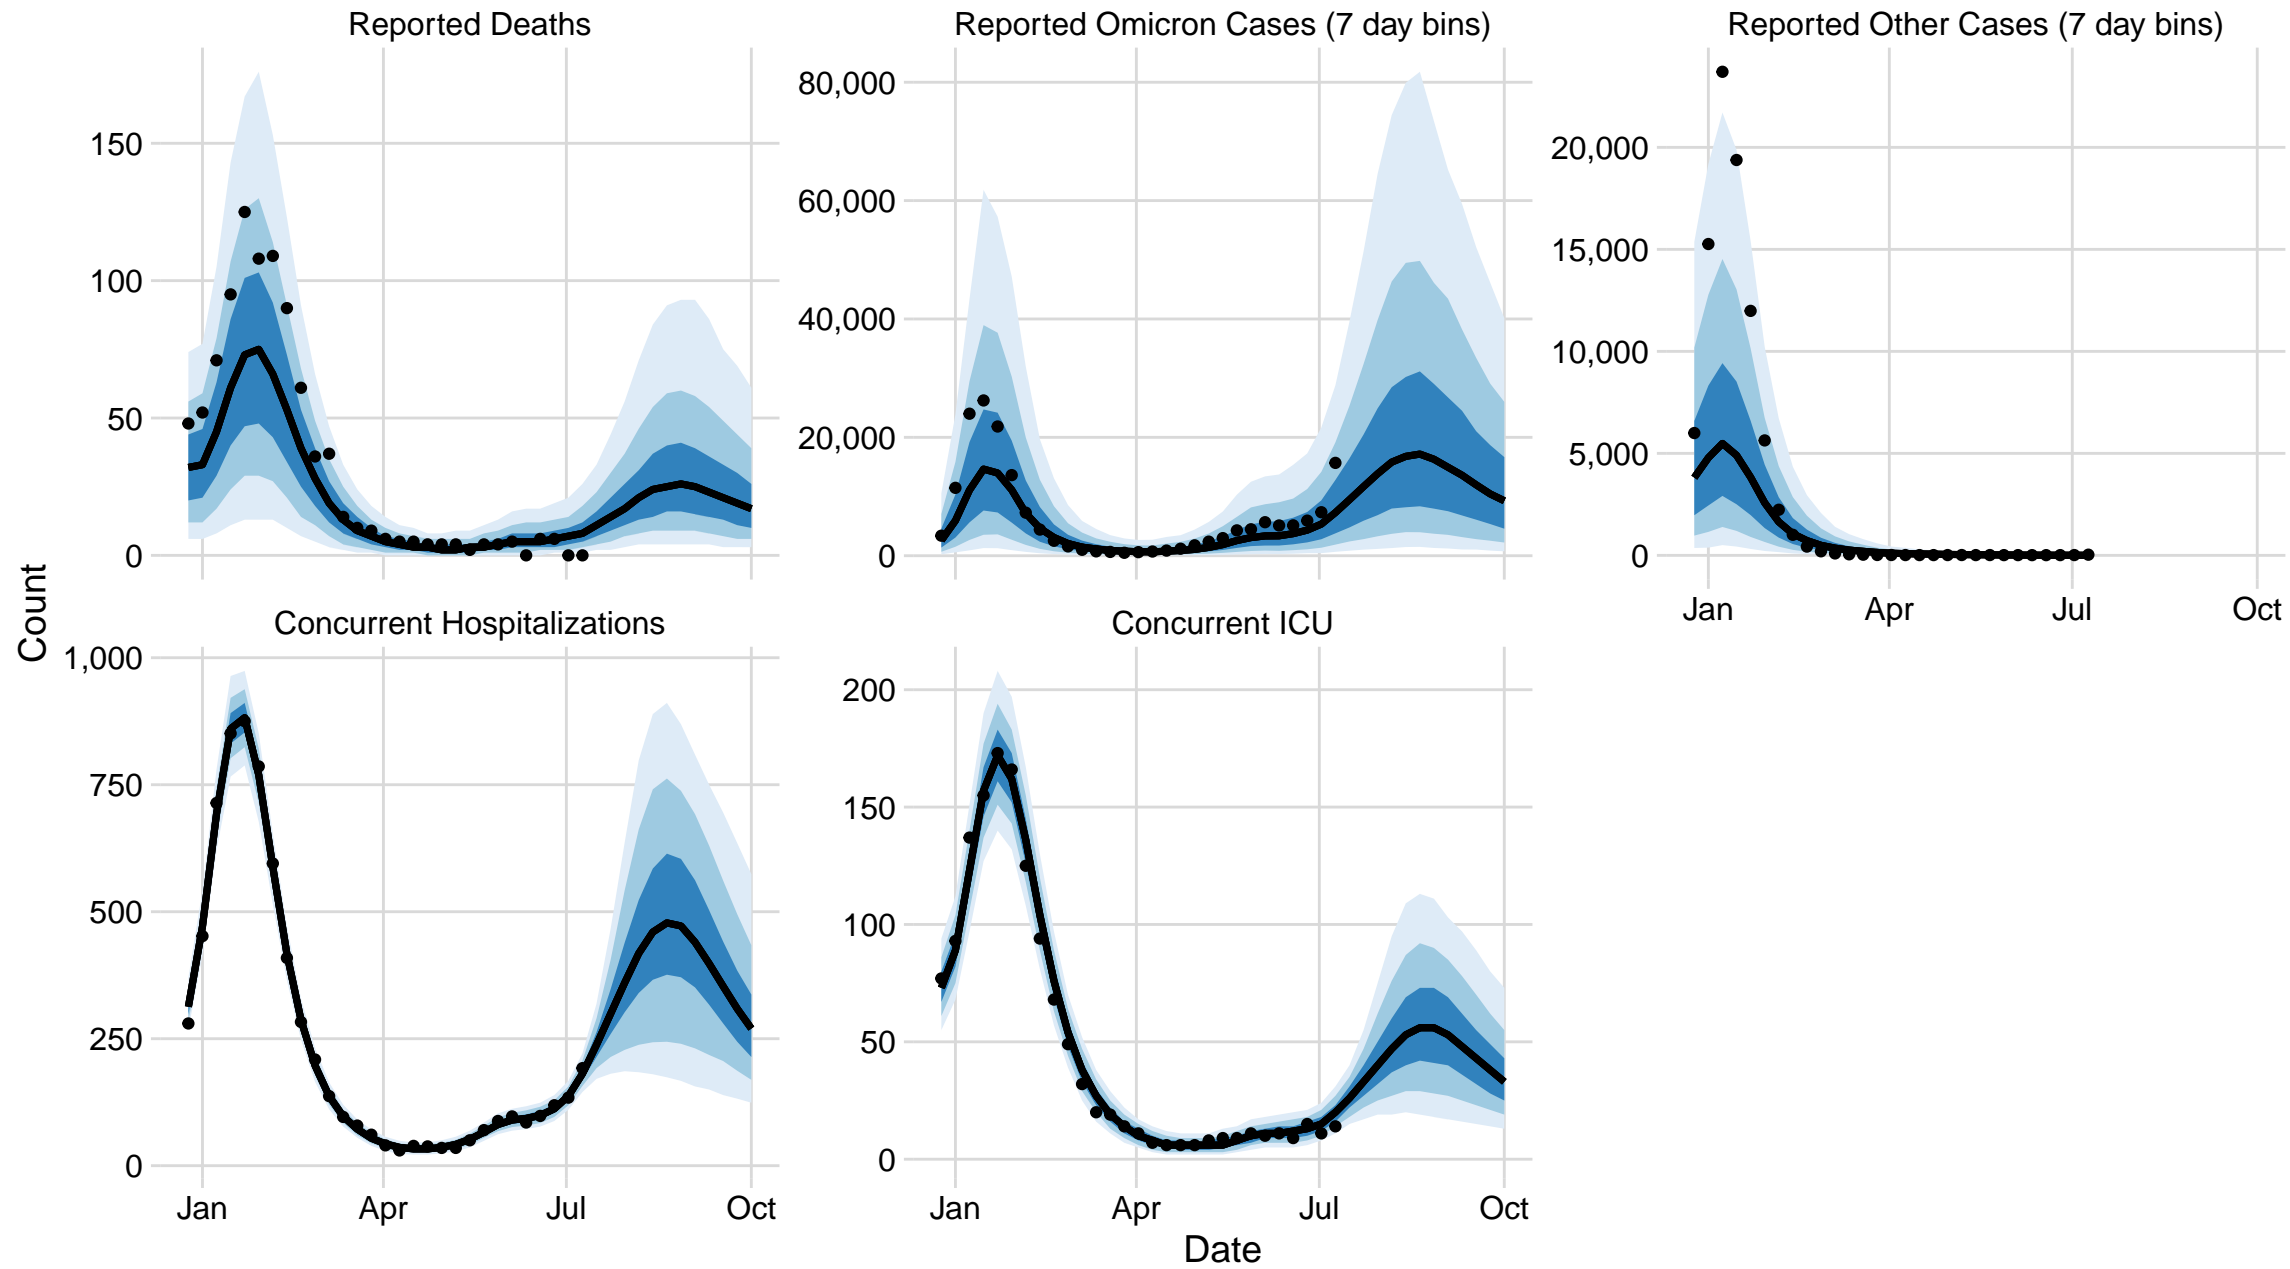 Reported Deaths
Reported Omicron Cases (7 day bins)
Reported Other Cases (7 day bins)
150
100
50
0
80,000
60,000
40,000
20,000
0
20,000
15,000
10,000
5,000
0
Jan Apr Jul Oct
Count
Concurrent Hospitalizations
Concurrent ICU
1,000
750
500
250
0
Jan Apr Jul Oct
200
150
100
50
0
Jan Apr Jul Oct
Date